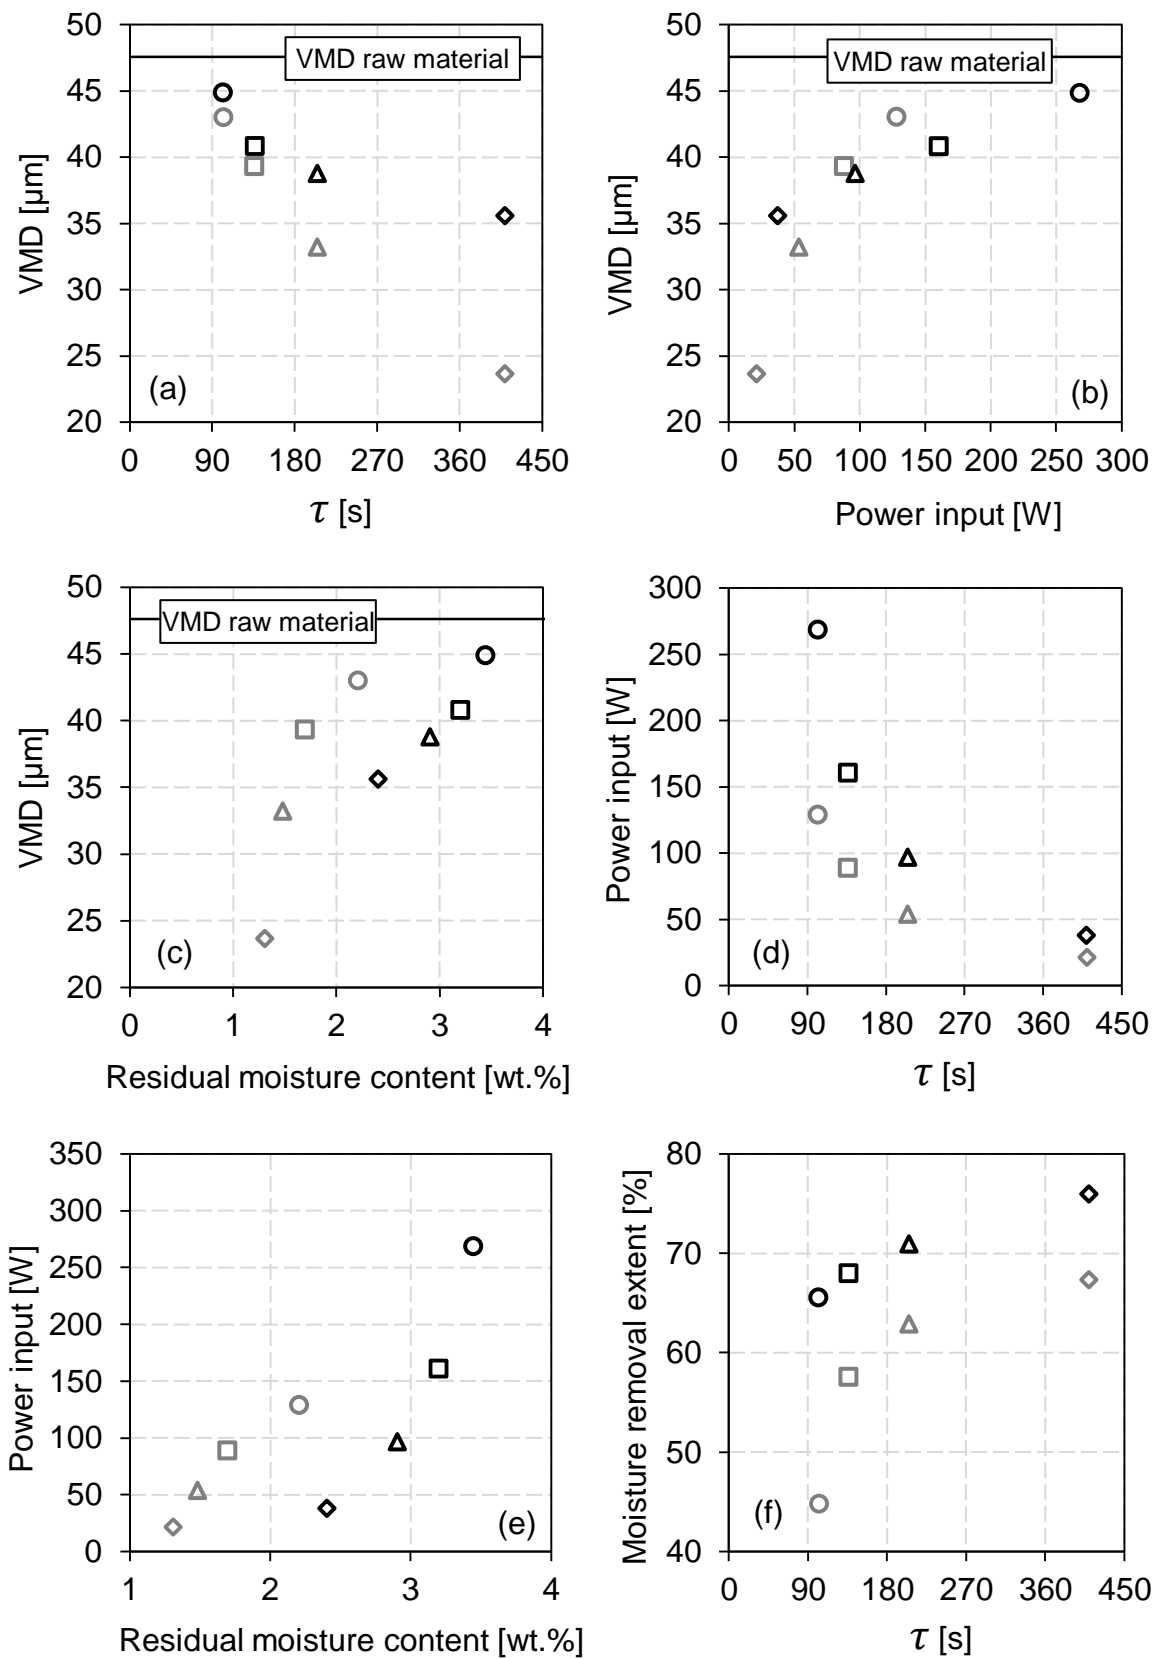 50
45
40
35
30
25
20
VMD [µm]
VMD raw material
(a)
0 90 180 270 360 450
τ [s]
50
45
40
35
30
25
20
VMD [µm]
VMD raw material
(b)
0 50 100 150 200 250 300
Power input [W]
50
45
40
35
30
25
20
VMD [µm]
VMD raw material
(c)
0 1 2 3 4
Residual moisture content [wt.%]
300
250
200
150
100
50
0
Power input [W]
(d)
0 90 180 270 360 450
τ [s]
350
300
250
200
150
100
50
0
Power input [W]
(e)
1 2 3 4
Residual moisture content [wt.%]
80
70
60
50
40
Moisture removal extent [%]
(f)
0 90 180 270 360 450
τ [s]